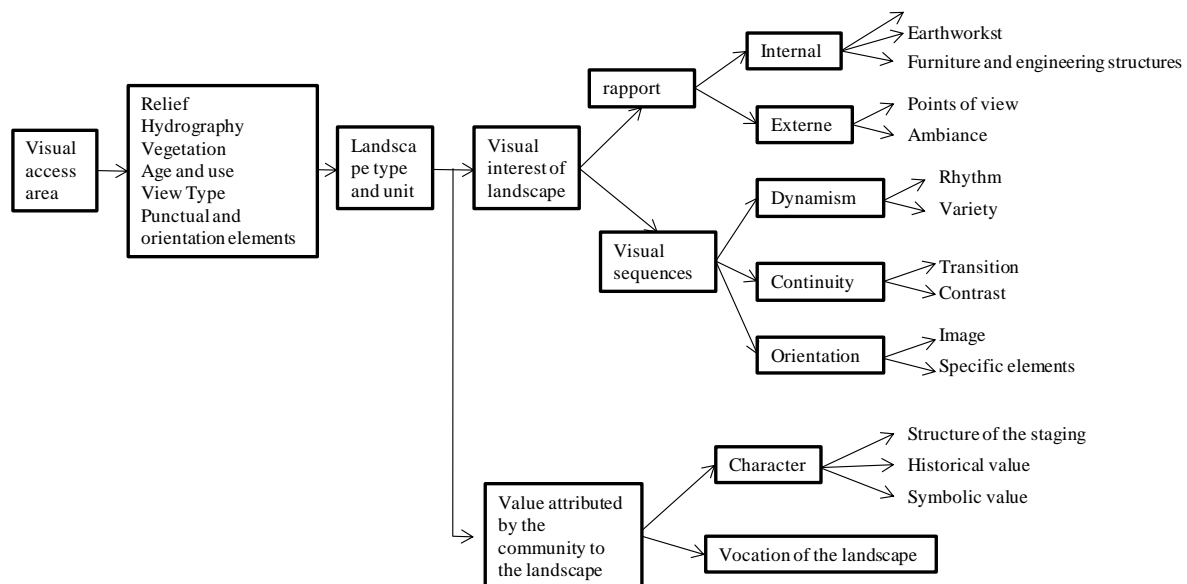 Visual
access
area
Relief
Hydrography
Vegetation
Age and use
View Type
Punctual and
orientation elements
Landsca
pe type
and unit
Visual
interest of
landscape
rapport
Internal
Earthworkst
Furniture and engineering structures
Externe
Points of view
Ambiance
Visual
sequences
Dynamism
Rhythm
Variety
Continuity
Transition
Contrast
Orientation
Image
Specific elements
Value attributed
by the
community to
the landscape
Character
Structure of the staging
Historical value
Symbolic value
Vocation of the landscape